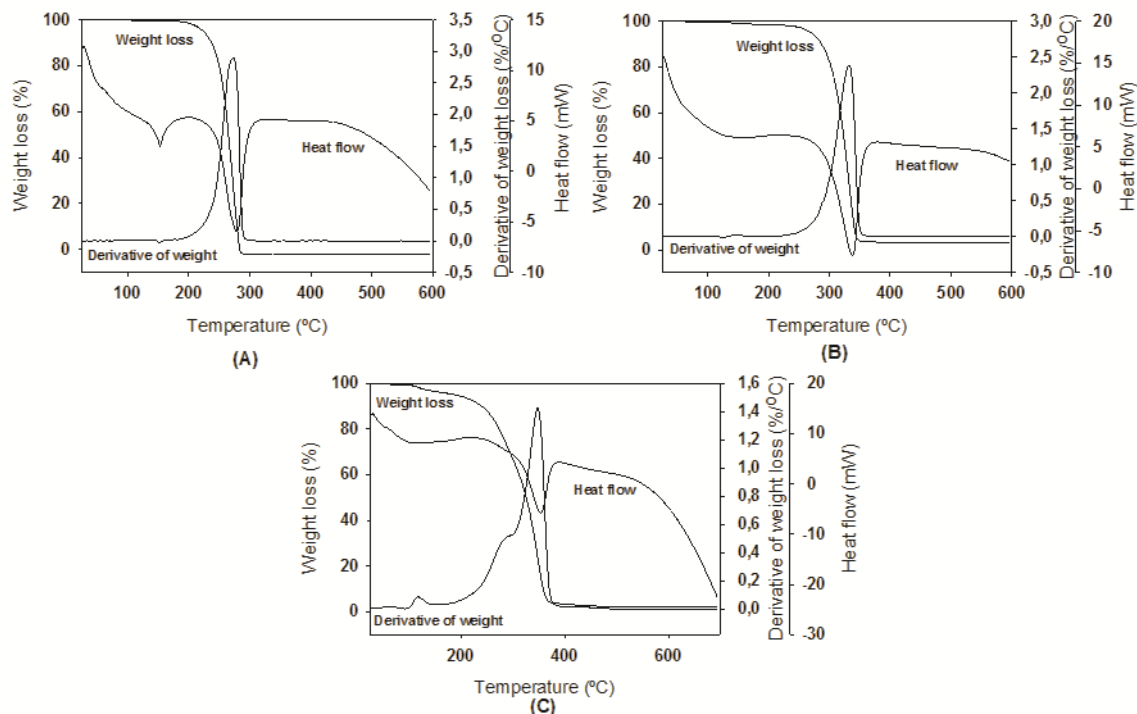 100
80
60
40
20
0
Weight loss (%)
3,5
3,0
2,5
2,0
1,5
1,0
0,5
0,0
-0,5
Derivative of weight loss (%/ºC)
15
10
5
0
-5
-10
Heat flow (mW)
Weight loss
Heat flow
Derivative of weight
100 200 300 400 500 600
Temperature (ºC)
(A)
100
80
60
40
20
0
Weight loss (%)
3,0
2,5
2,0
1,5
1,0
0,5
0,0
-0,5
Derivative of weight loss (%/ºC)
20
15
10
5
0
-5
-10
Heat flow (mW)
Weight loss
Heat flow
Derivative of weight
100 200 300 400 500 600
Temperature (ºC)
(B)
100
80
60
40
20
0
Weight loss (%)
1,6
1,4
1,2
1,0
0,8
0,6
0,4
0,2
0,0
Derivative of weight loss (%/ºC)
20
10
0
-10
-20
-30
Heat flow (mW)
Weight loss
Heat flow
Derivative of weight
200 400 600
Temperature (ºC)
(C)